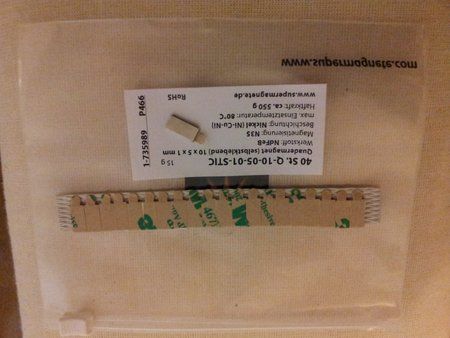 www.supermagnete.com
40 St. Q-10-05-01-STIC
Quadermagnet (selbstklebend) 10 x 5 x 1 mm
15 g
Werkstoff: NdFeB
Magnetisierung: N35
Beschichtung: Nickel (Ni-Cu-Ni)
max. Einsatztemperatur: 80°C
Haftkraft: ca. 550 g
www.supermagnete.de
RoHS
1-735989
P466
467